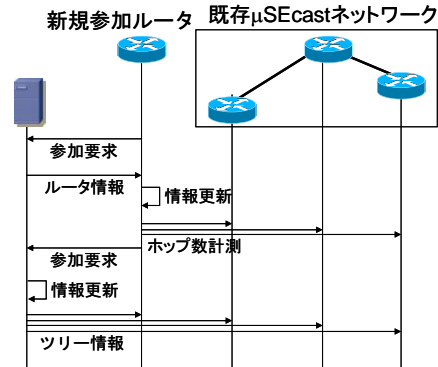 新規参加ルータ
既存μSEcastネットワーク
参加要求
ルータ情報
情報更新
ホップ数計測
参加要求
情報更新
ツリー情報